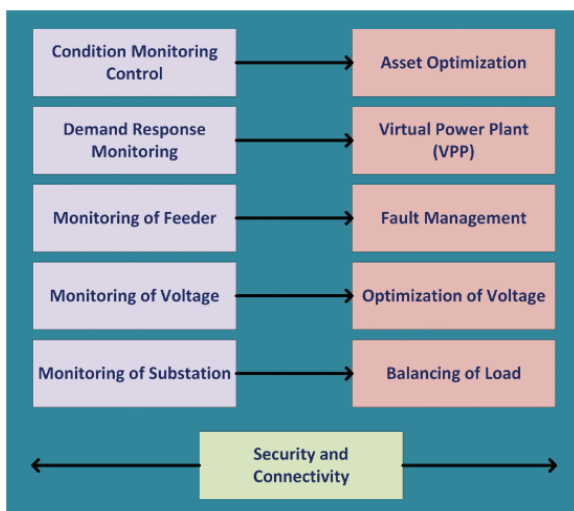 Condition Monitoring
Control
Asset Optimization
Demand Response
Monitoring
Virtual Power Plant
(VPP)
Monitoring of Feeder
Fault Management
Monitoring of Voltage
Optimization of Voltage
Monitoring of Substation
Balancing of Load
Security and
Connectivity